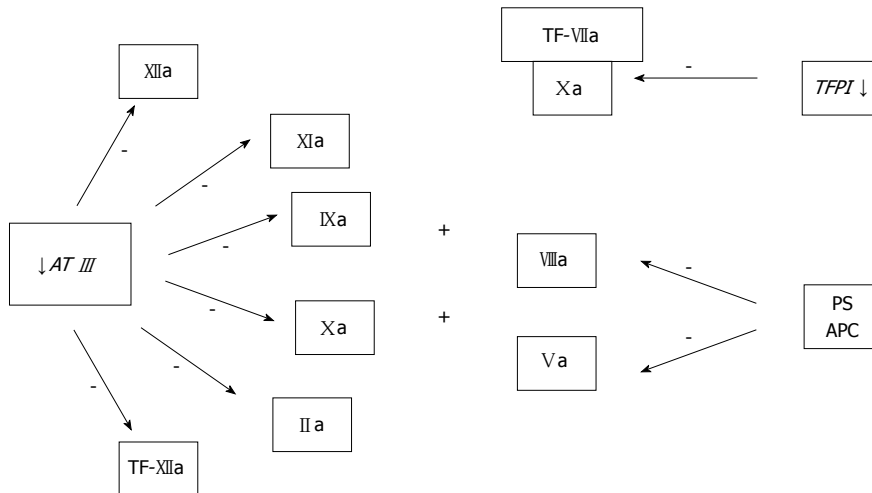 TF-Ⅶa
Ⅻa
Ⅹa
-
TFPI ↓
-
Ⅺa
-
Ⅸa
-
+
↓AT Ⅲ
Ⅷa
-
-
Ⅹa
+
PS
APC
-
Ⅴa
-
-
Ⅱa
TF-Ⅻa